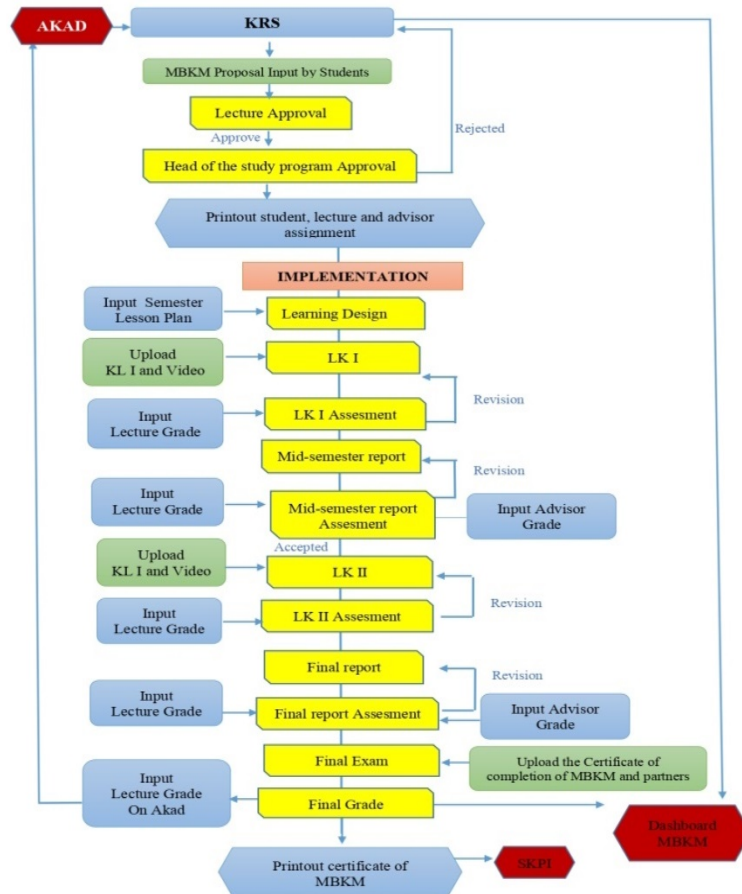 AKAD
KRS
MBKM Proposal Input by Students
Lecture Approval
Approve
Rejected
Head of the study program Approval
Printout student, lecture and advisor
assignment
IMPLEMENTATION
Input Semester
Lesson Plan
Learning Design
Upload
KL I and Video
LK I
Revision
Input
Lecture Grade
LK I Assesment
Mid-semester report
Revision
Input
Lecture Grade
Mid-semester report
Assesment
Input Advisor
Grade
Accepted
Upload
KL I and Video
LK II
Revision
Input
Lecture Grade
LK II Assesment
Final report
Revision
Input
Lecture Grade
Final report Assesment
Input Advisor
Grade
Final Exam
Upload the Certificate of
completion of MBKM and partners
Input
Lecture Grade
On Akad
Final Grade
Dashboard
MBKM
Printout certificate of
MBKM
SKPI